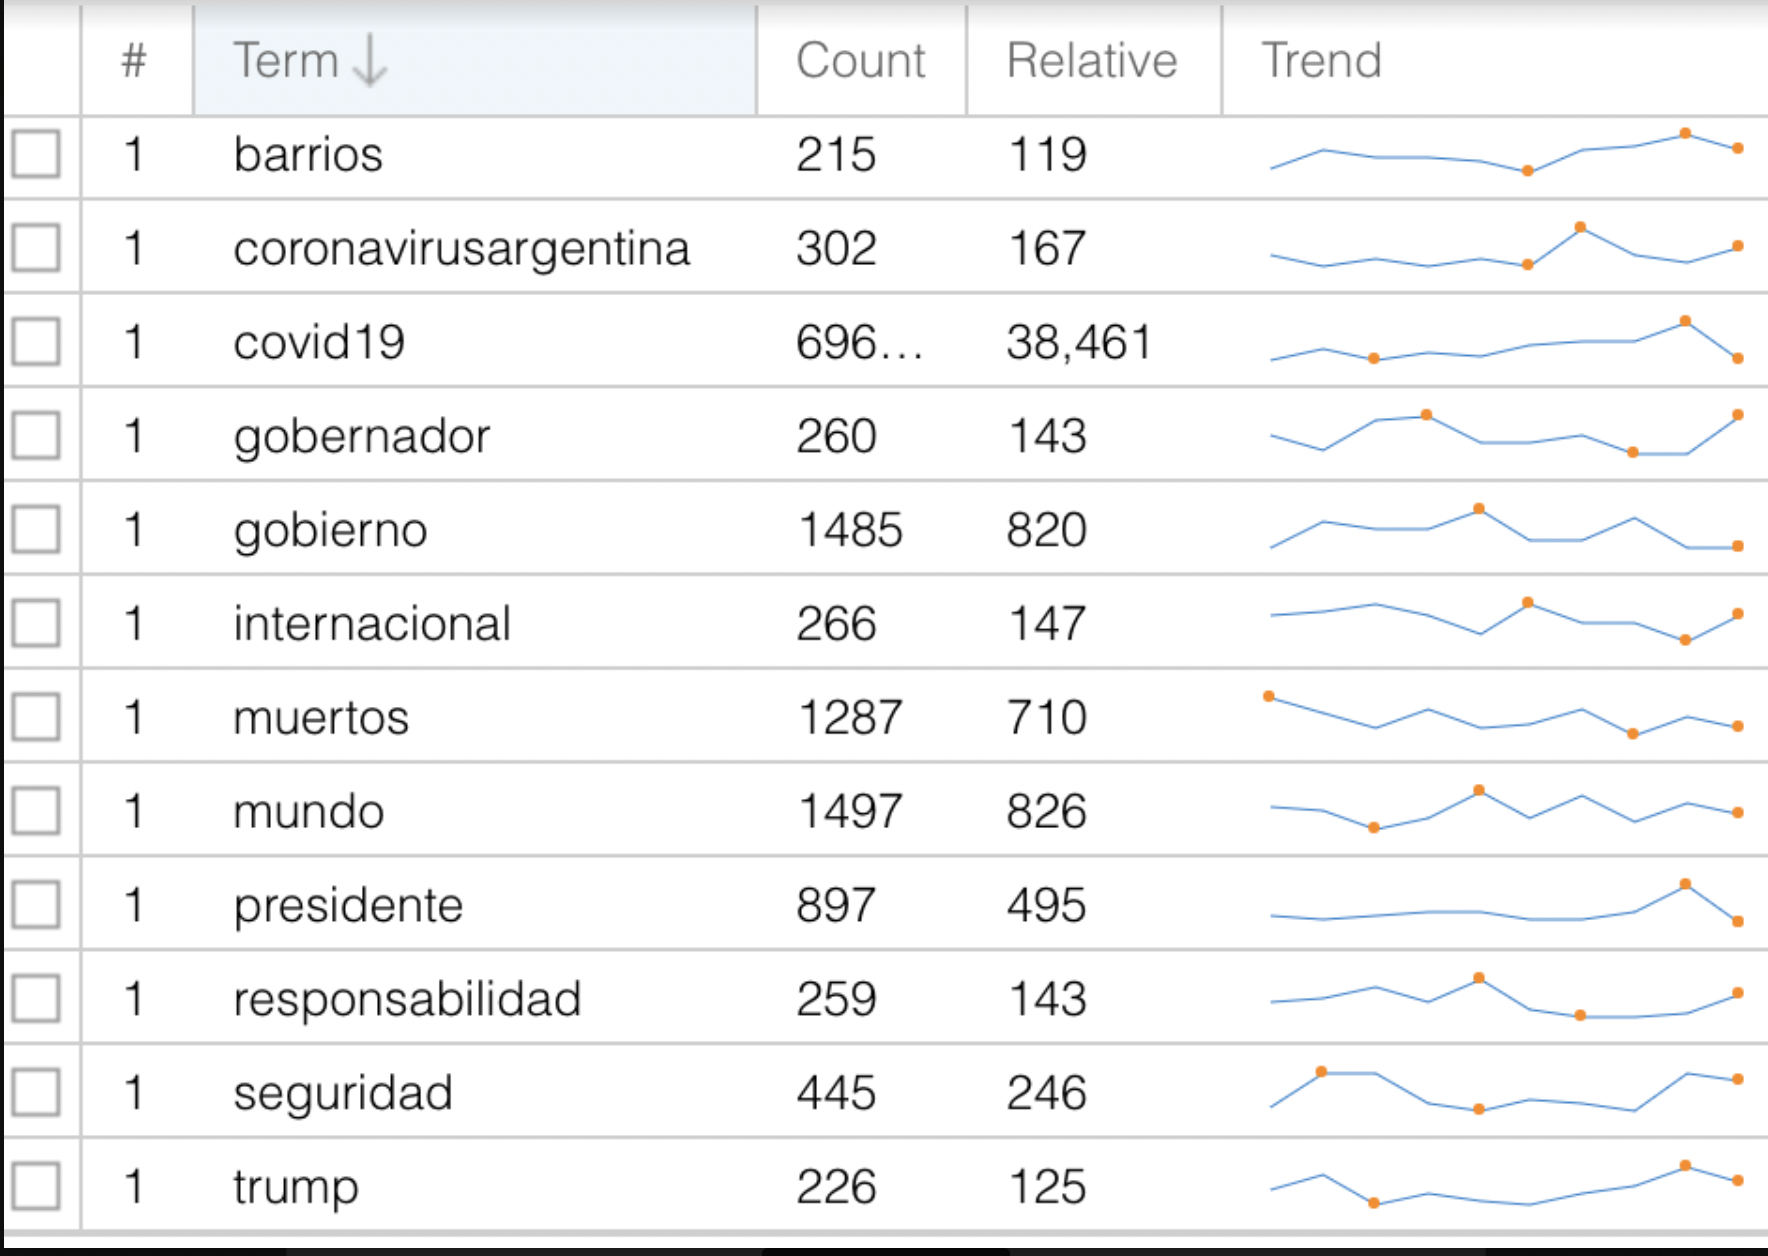 # Term ↓ Count Relative Trend
1 barrios 215 119
1 coronavirusargentina 302 167
1 covid19 696... 38,461
1 gobernador 260 143
1 gobierno 1485 820
1 internacional 266 147
1 muertos 1287 710
1 mundo 1497 826
1 presidente 897 495
1 responsabilidad 259 143
1 seguridad 445 246
1 trump 226 125